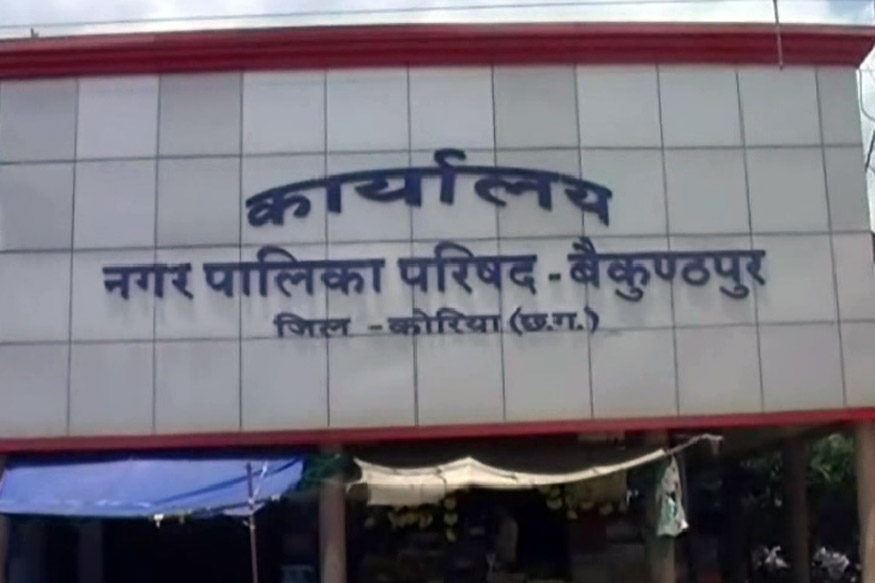 कार्यालय
नगर पालिका परिषद - बैकुण्ठपुर
जिल - कोरिया (छ.ग.)